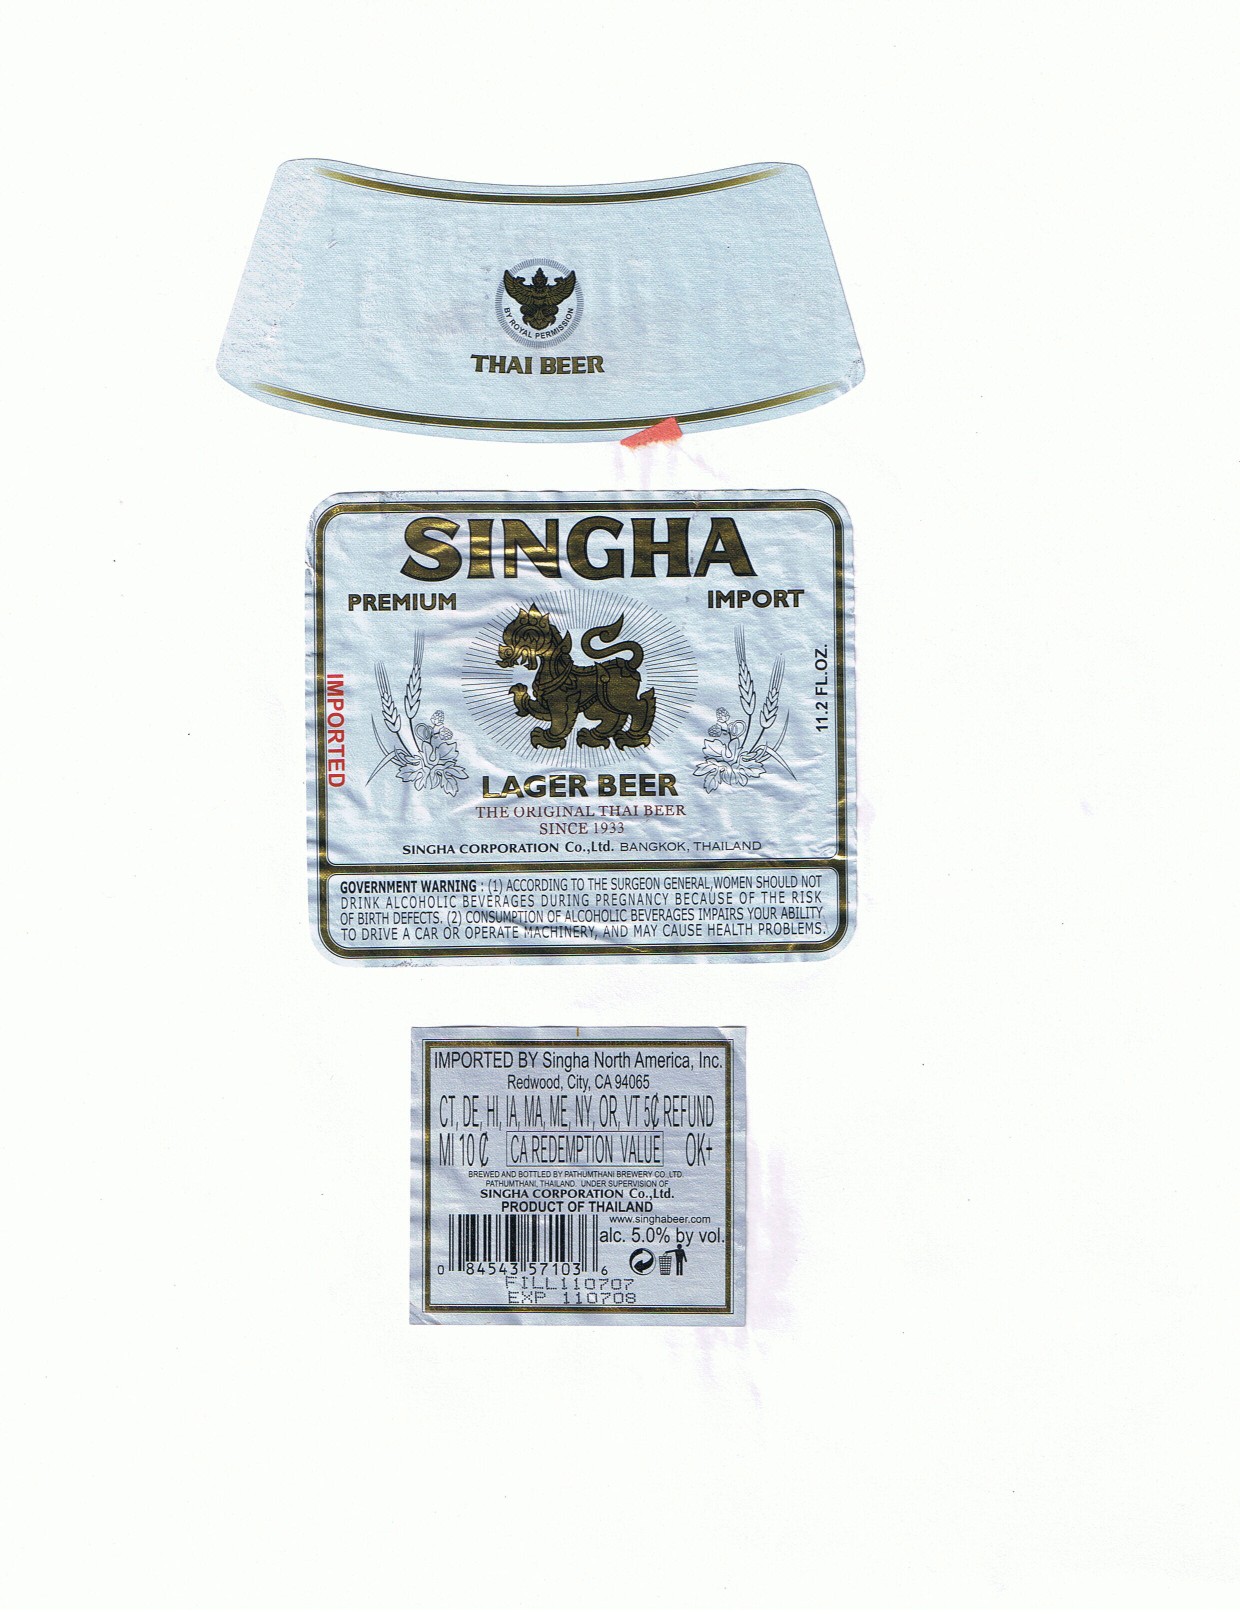 BY ROYAL PERMISSION
THAI BEER
SINGHA
PREMIUM IMPORT
IMPORTED
11.2 FL.OZ.
LAGER BEER
THE ORIGINAL THAI BEER
SINCE 1933
SINGHA CORPORATION Co.,Ltd. BANGKOK, THAILAND
GOVERNMENT WARNING : (1) ACCORDING TO THE SURGEON GENERAL, WOMEN SHOULD NOT
DRINK ALCOHOLIC BEVERAGES DURING PREGNANCY BECAUSE OF THE RISK
OF BIRTH DEFECTS. (2) CONSUMPTION OF ALCOHOLIC BEVERAGES IMPAIRS YOUR ABILITY
TO DRIVE A CAR OR OPERATE MACHINERY, AND MAY CAUSE HEALTH PROBLEMS.
IMPORTED BY Singha North America, Inc.
Redwood, City, CA 94065
CT, DE, HI, IA, MA, ME, NY, OR, VT 5¢ REFUND
MI 10 ¢ CA REDEMPTION VALUE OK+
BREWED AND BOTTLED BY PATHUMTHANI BREWERY CO.,LTD.
PATHUMTHANI, THAILAND. UNDER SUPERVISION OF
SINGHA CORPORATION Co.,Ltd.
PRODUCT OF THAILAND
www.singhabeer.com
alc. 5.0% by vol.
0 84543 57103 6
FILL110707
EXP 110708